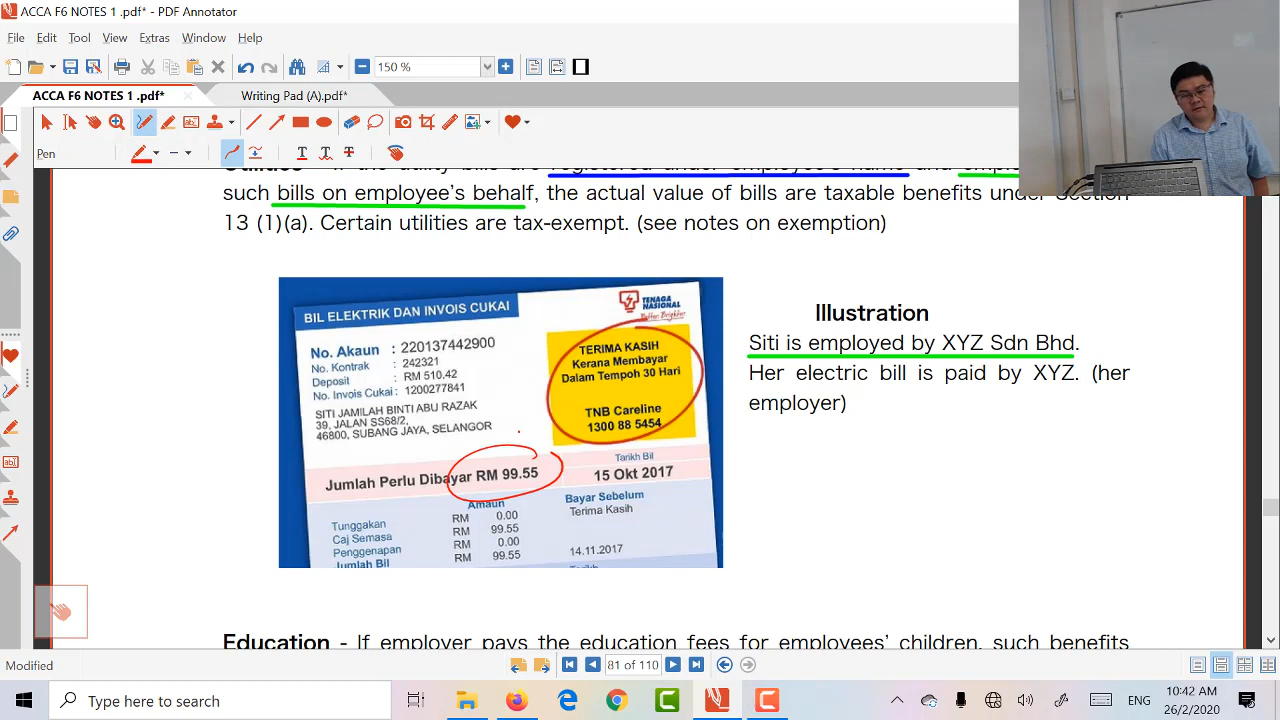 ACCA F6 NOTES 1 .pdf* - PDF Annotator
File Edit Tool View Extras Window Help
150 %
ACCA F6 NOTES 1 .pdf* Writing Pad (A).pdf*
Pen
such bills on employee's behalf, the actual value of bills are taxable benefits under Section
13 (1)(a). Certain utilities are tax-exempt. (see notes on exemption)
BIL ELEKTRIK DAN INVOIS CUKAI
TENAGA
NASIONAL
Better. Brighter.
No. Akaun : 220137442900
No. Kontrak : 242321
Deposit : RM 510.42
No. Invois Cukai : 1200277841
SITI JAMILAH BINTI ABU RAZAK
39, JALAN SS68/2,
46800, SUBANG JAYA, SELANGOR
TERIMA KASIH
Kerana Membayar
Dalam Tempoh 30 Hari
TNB Careline
1300 88 5454
Jumlah Perlu Dibayar RM 99.55
Tarikh Bil
15 Okt 2017
Amaun
Bayar Sebelum
Tunggakan RM 0.00 Terima Kasih
Caj Semasa RM 99.55
Penggenapan RM 0.00
Jumlah Bil RM 99.55 14.11.2017
Tarikh
Illustration
Siti is employed by XYZ Sdn Bhd.
Her electric bill is paid by XYZ. (her
employer)
Education - If employer pays the education fees for employees' children, such benefits
Modified
81 of 110
Type here to search
ENG
10:42 AM
26/2/2020